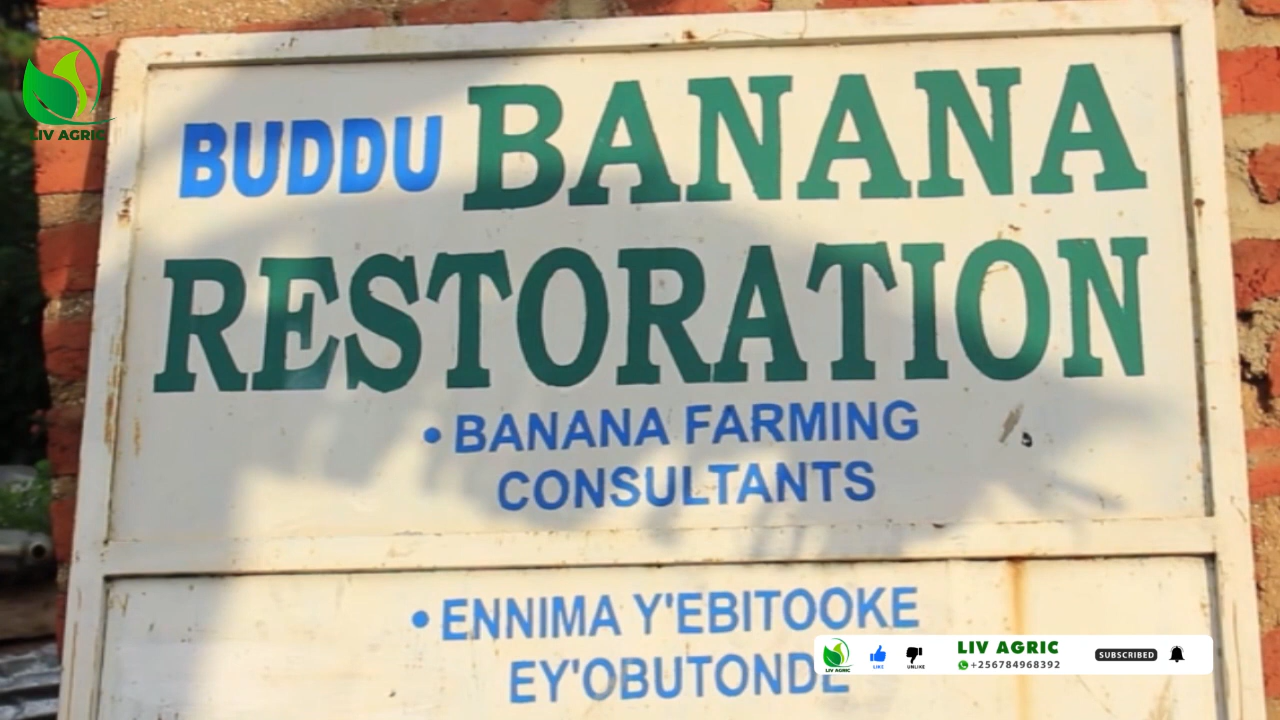 LIV AGRIC
BUDDU BANANA
RESTORATION
• BANANA FARMING
CONSULTANTS
• ENNIMA Y'EBITOOKE
EY'OBUTONDE
LIV AGRIC
LIKE
UNLIKE
LIV AGRIC
+256784968392
SUBSCRIBED